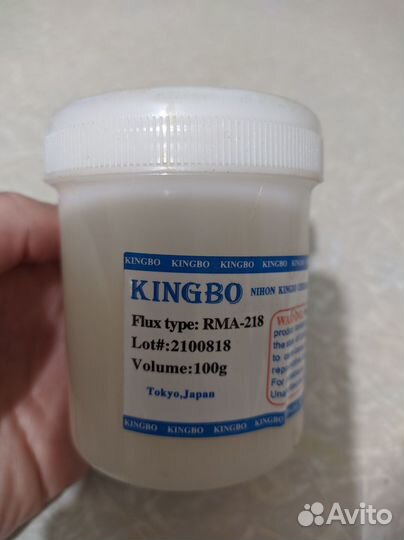 KINGBO KINGBO KINGBO KINGBO KINGBO
KINGBO NIHON KINGBO
Flux type: RMA-218
Lot#:2100818
Volume:100g
Tokyo,Japan
WARNING
KINGBO KINGBO KINGBO KINGBO
Avito